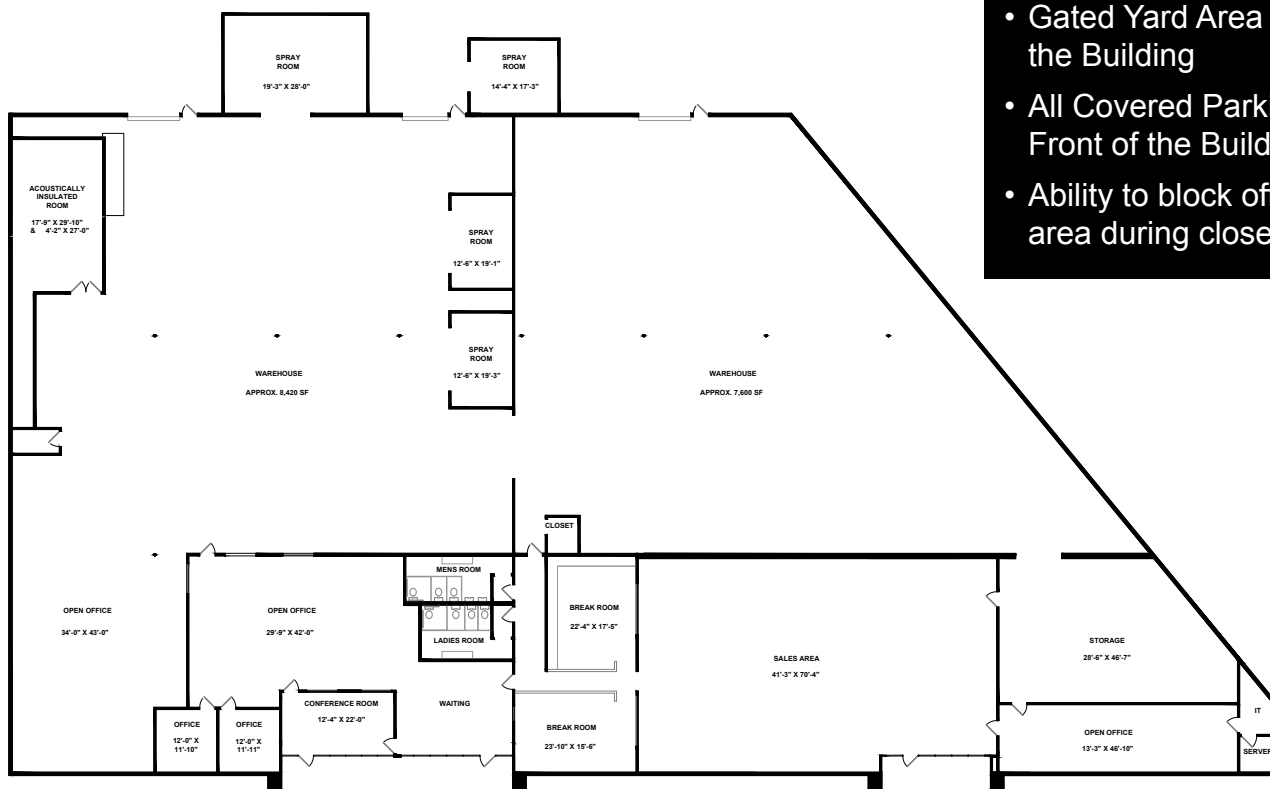 • Gated Yard Area
the Building
• All Covered Park
Front of the Build
• Ability to block of
area during close
SPRAY
ROOM
19'-3" X 28'-0"
SPRAY
ROOM
14'-4" X 17'-3"
ACOUSTICALLY
INSULATED
ROOM
17'-9" X 29'-10"
& 4'-2" X 27'-0"
SPRAY
ROOM
12'-6" X 19'-1"
SPRAY
ROOM
12'-6" X 19'-3"
WAREHOUSE
APPROX. 8,420 SF
WAREHOUSE
APPROX. 7,600 SF
CLOSET
MENS ROOM
LADIES ROOM
OPEN OFFICE
34'-0" X 43'-0"
OPEN OFFICE
29'-9" X 42'-0"
BREAK ROOM
22'-4" X 17'-5"
SALES AREA
41'-3" X 70'-4"
STORAGE
28'-6" X 46'-7"
OFFICE
12'-0" X
11'-10"
OFFICE
12'-0" X
11'-11"
CONFERENCE ROOM
12'-4" X 22'-0"
WAITING
BREAK ROOM
23'-10" X 15'-6"
OPEN OFFICE
13'-3" X 46'-10"
IT
SERVER